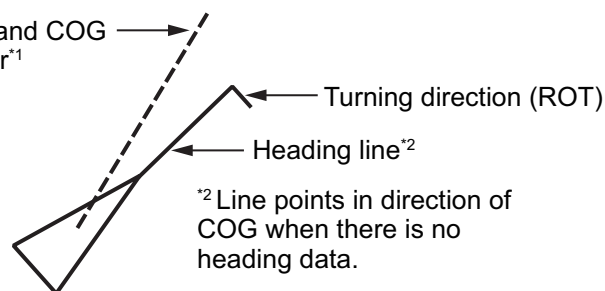 and COG
r*1
Turning direction (ROT)
Heading line*2
*2 Line points in direction of
COG when there is no
heading data.